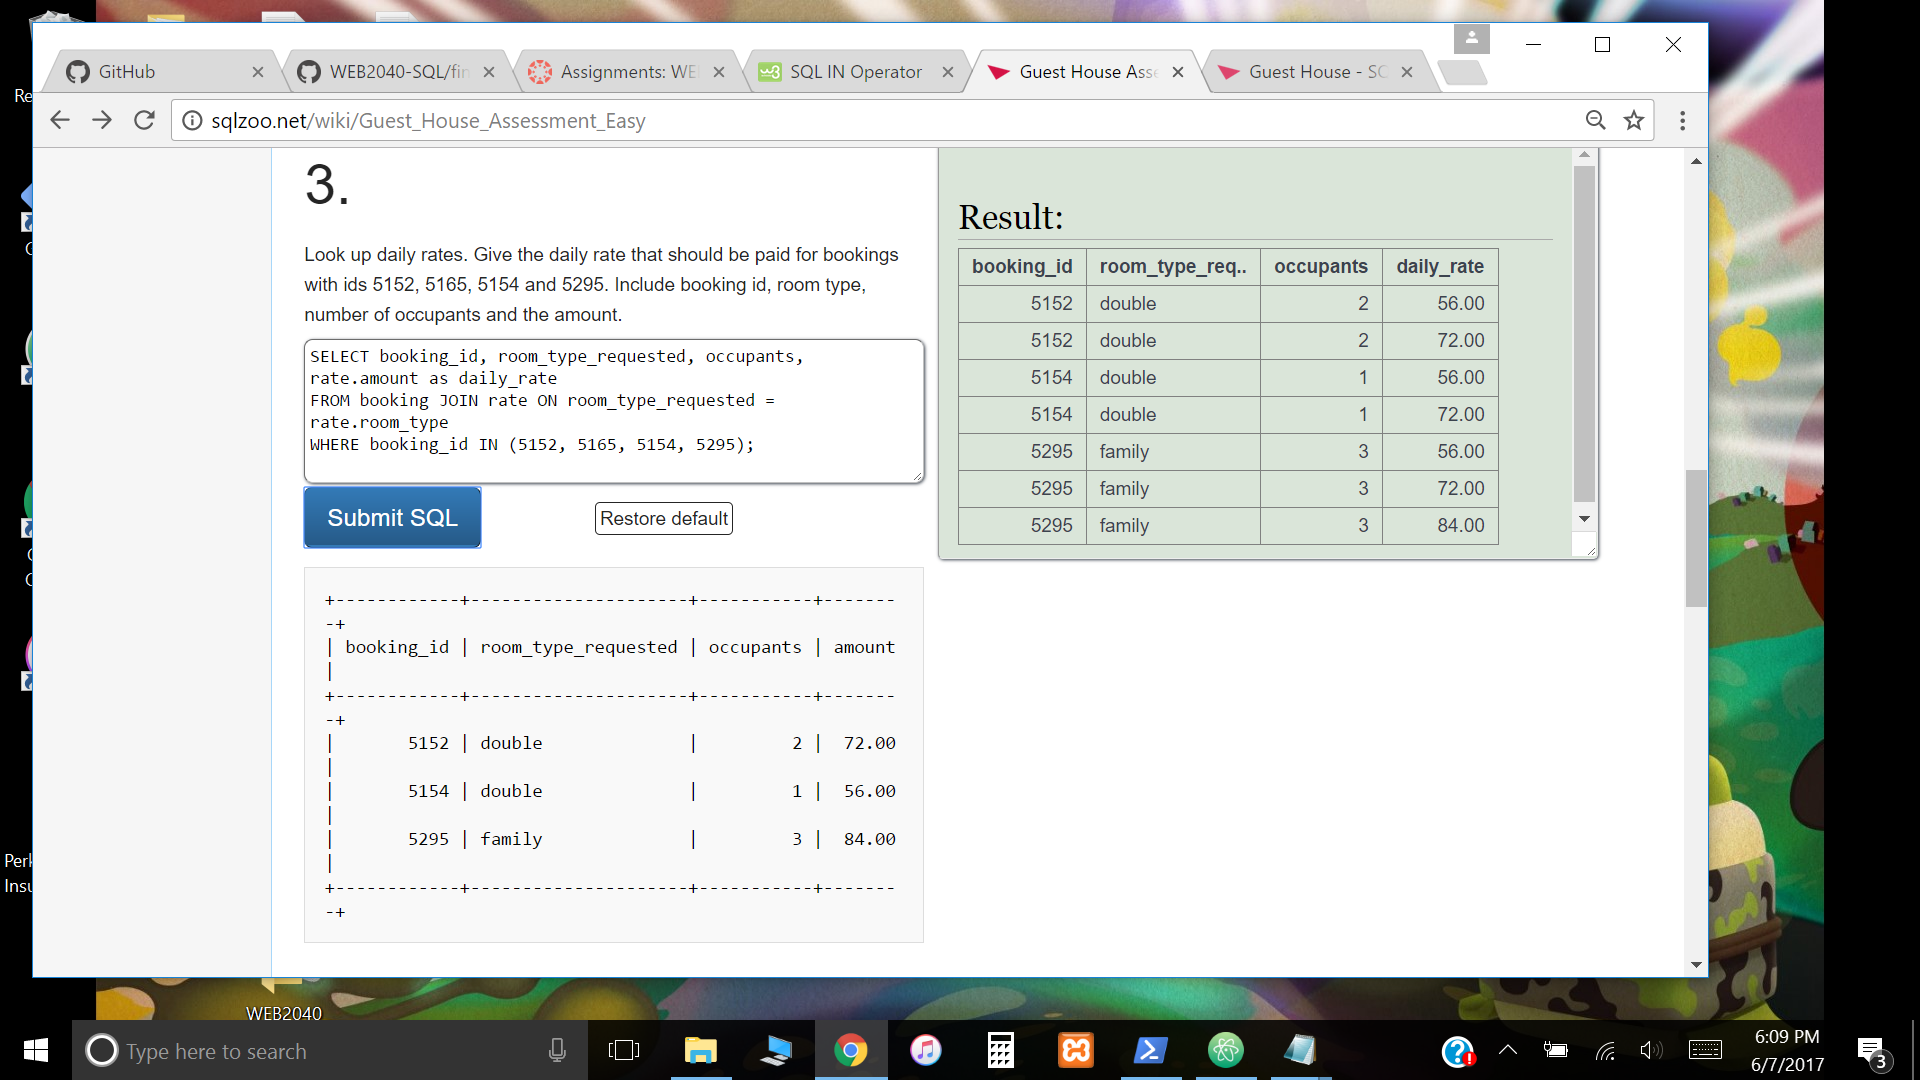 GitHub
WEB2040-SQL/fin
Assignments: WE
SQL IN Operator
Guest House Asse
Guest House - SQ
Re
sqlzoo.net/wiki/Guest_House_Assessment_Easy
3.
Look up daily rates. Give the daily rate that should be paid for bookings
with ids 5152, 5165, 5154 and 5295. Include booking id, room type,
number of occupants and the amount.
SELECT booking_id, room_type_requested, occupants,
rate.amount as daily_rate
FROM booking JOIN rate ON room_type_requested =
rate.room_type
WHERE booking_id IN (5152, 5165, 5154, 5295);
Submit SQL
Restore default
Result:
booking_id room_type_req.. occupants daily_rate
5152 double 2 56.00
5152 double 2 72.00
5154 double 1 56.00
5154 double 1 72.00
5295 family 3 56.00
5295 family 3 72.00
5295 family 3 84.00
+------------+---------------------+-----------+-------
-+
| booking_id | room_type_requested | occupants | amount
|
+------------+---------------------+-----------+-------
-+
| 5152 | double | 2 | 72.00
|
| 5154 | double | 1 | 56.00
|
| 5295 | family | 3 | 84.00
|
+------------+---------------------+-----------+-------
-+
Perk
Insu
WEB2040
Type here to search
6:09 PM
6/7/2017
3